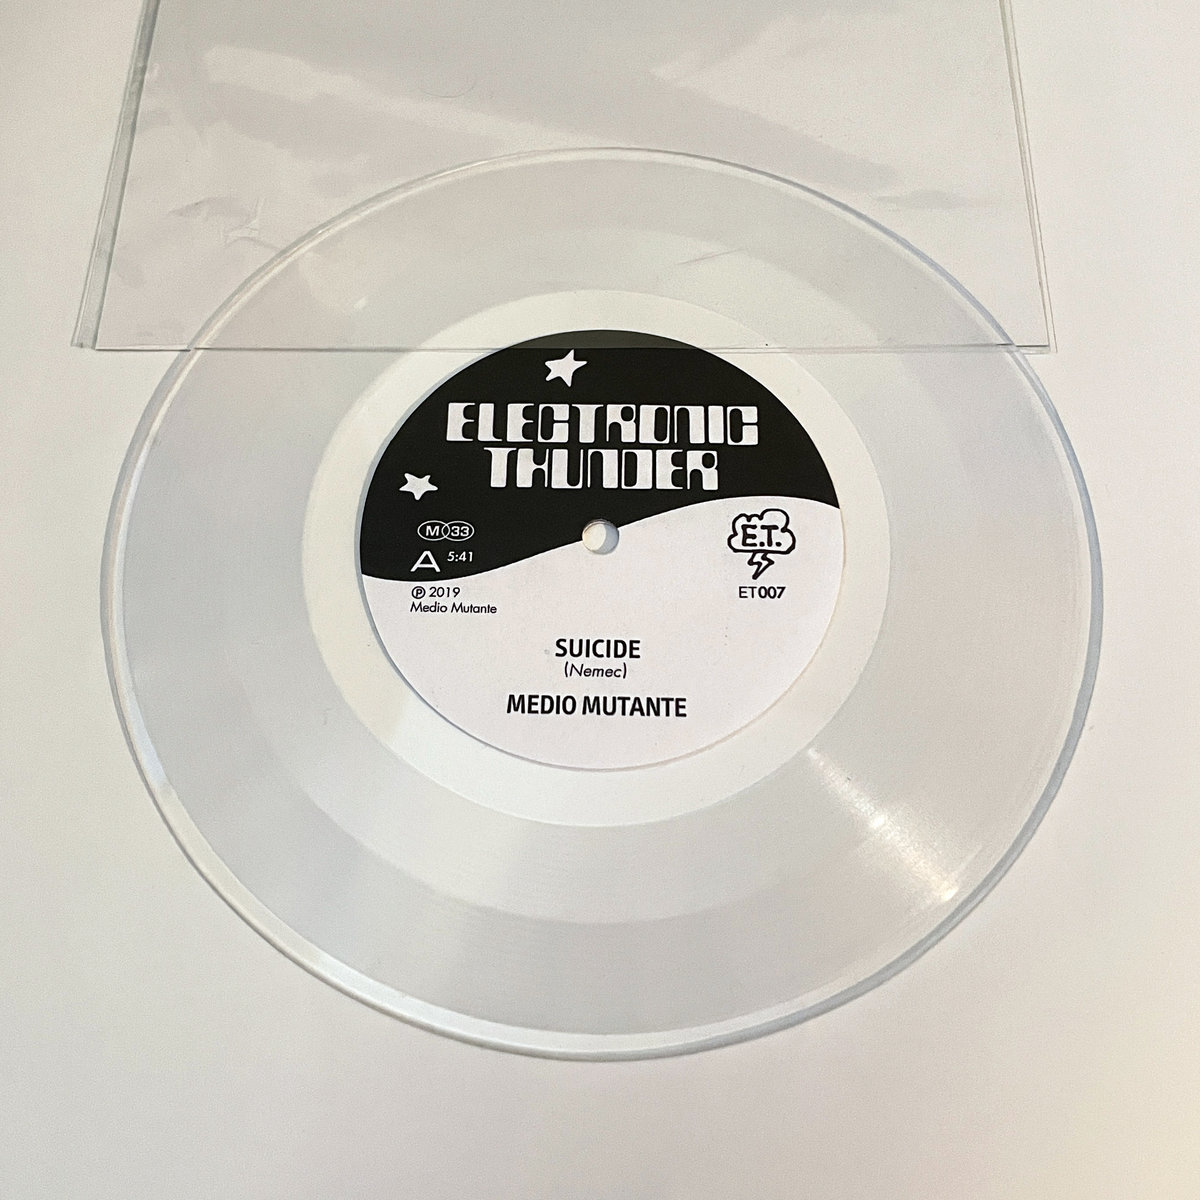 ELECTRONIC
THUNDER
M 33
A 5:41
℗ 2019
Medio Mutante
E.T.
ET007
SUICIDE
(Nemec)
MEDIO MUTANTE